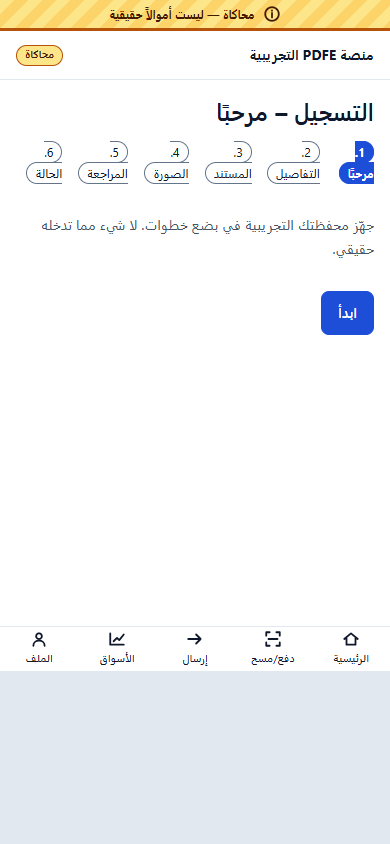 محاكاة — ليست أموالاً حقيقية
منصة PDFE التجريبية
محاكاة
التسجيل – مرحبًا
1. مرحبًا
2. التفاصيل
3. المستند
4. الصورة
5. المراجعة
6. الحالة
جهّز محفظتك التجريبية في بضع خطوات. لا شيء مما تدخله
حقيقي.
ابدأ
الرئيسية
دفع/مسح
إرسال
الأسواق
الملف